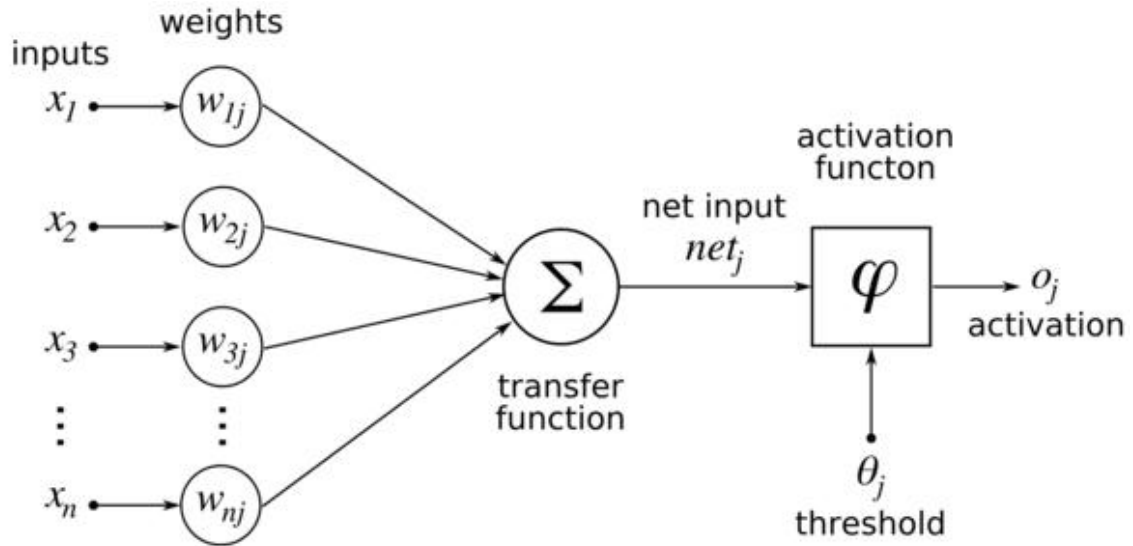 weights
inputs
x1 w1j
x2 w2j
x3 w3j
xn wnj
Σ
transfer
function
net input
netj
activation
functon
φ
oj
activation
θj
threshold